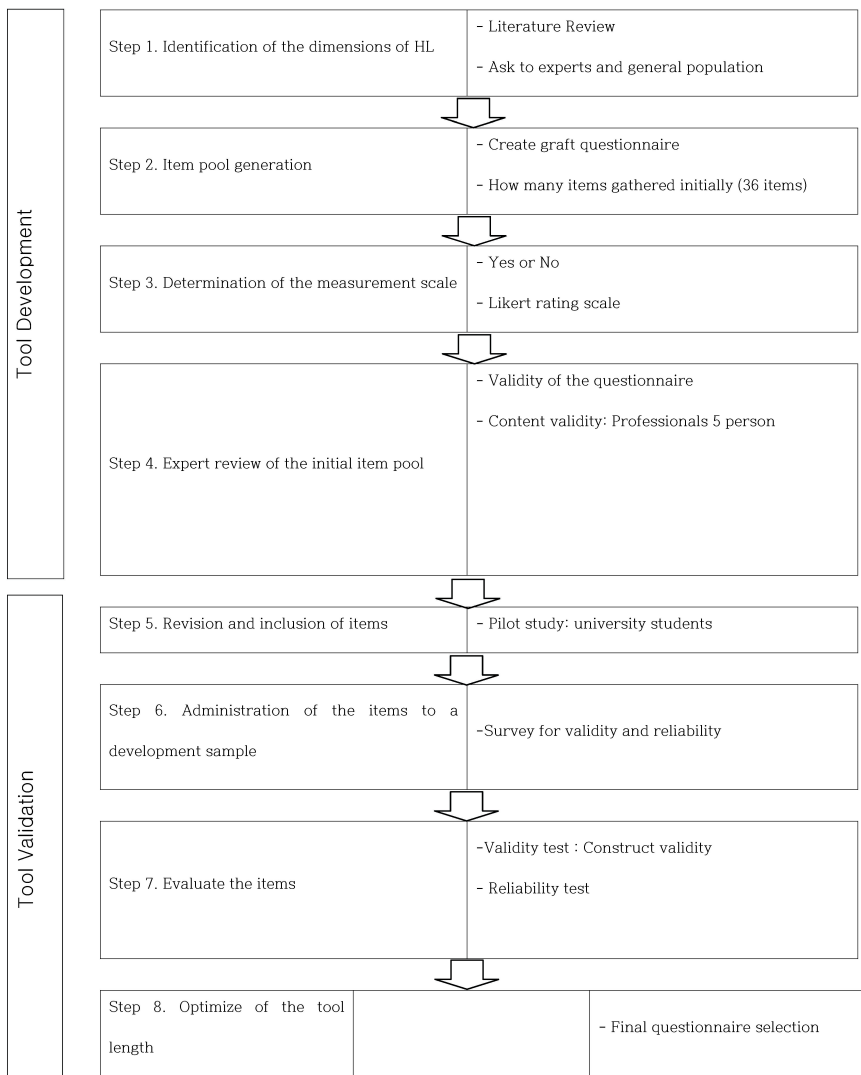 Tool Development
Step 1. Identification of the dimensions of HL
- Literature Review
- Ask to experts and general population
Step 2. Item pool generation
- Create graft questionnaire
- How many items gathered initially (36 items)
Step 3. Determination of the measurement scale
- Yes or No
- Likert rating scale
Step 4. Expert review of the initial item pool
- Validity of the questionnaire
- Content validity: Professionals 5 person
Tool Validation
Step 5. Revision and inclusion of items
- Pilot study: university students
Step 6. Administration of the items to a
development sample
-Survey for validity and reliability
Step 7. Evaluate the items
-Validity test : Construct validity
- Reliability test
Step 8. Optimize of the tool
length
- Final questionnaire selection